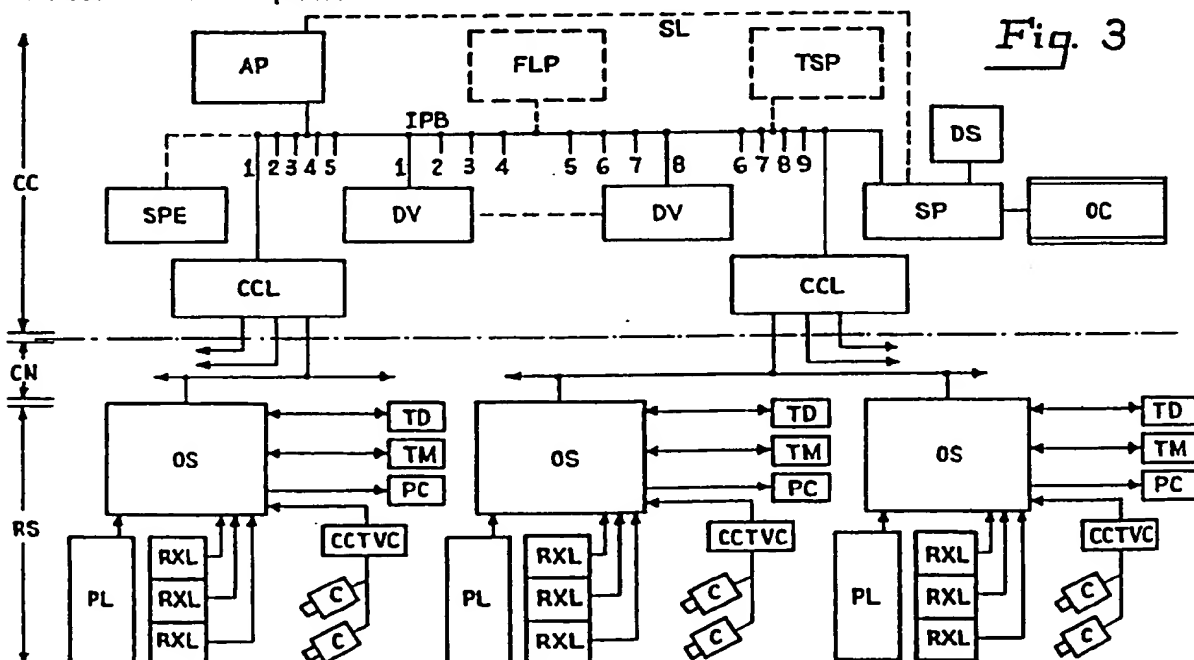 SL
Fig. 3
AP
FLP
TSP
IPB
DS
1 2 3 4 5 1 2 3 4 5 6 7 8 6 7 8 9
CC
SPE
DV
DV
SP
OC
CCL
CCL
CN
RS
OS
TD
TM
PC
CCTVC
PL
RXL
RXL
RXL
C
C
OS
TD
TM
PC
CCTVC
PL
RXL
RXL
RXL
C
C
OS
TD
TM
PC
CCTVC
PL
RXL
RXL
RXL
C
C